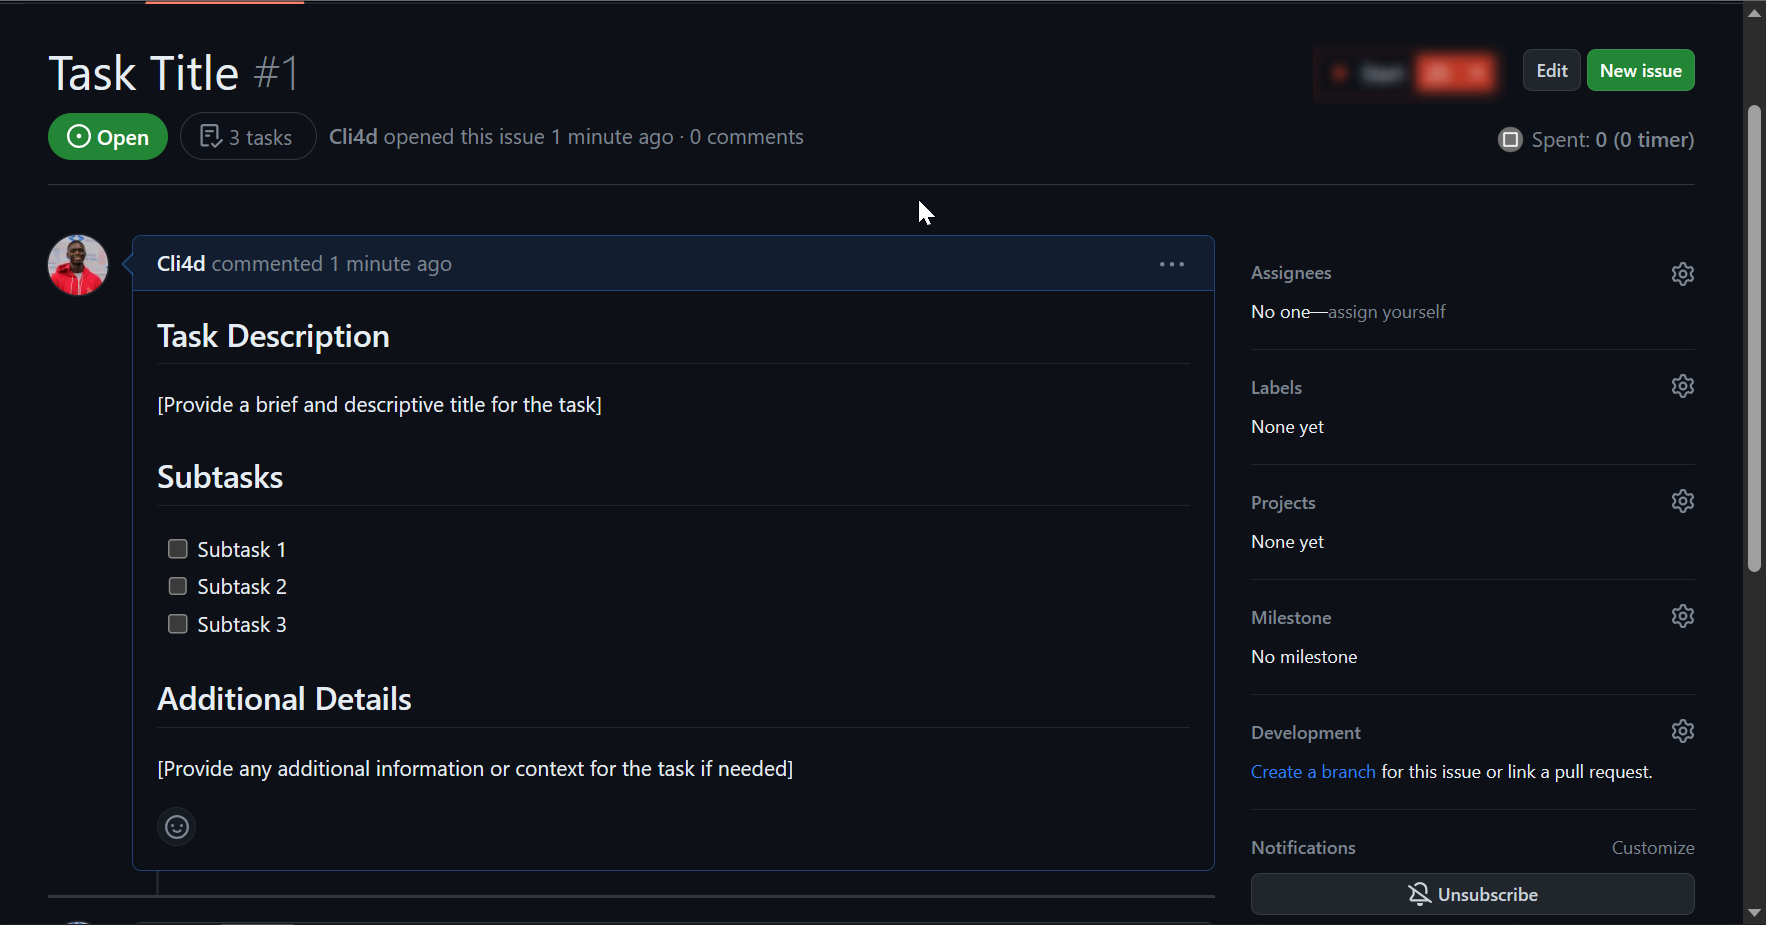 Task Title #1
Edit
New issue
Open
3 tasks
Cli4d opened this issue 1 minute ago · 0 comments
Spent: 0 (0 timer)
Cli4d commented 1 minute ago
Task Description
[Provide a brief and descriptive title for the task]
Subtasks
Subtask 1
Subtask 2
Subtask 3
Additional Details
[Provide any additional information or context for the task if needed]
Assignees
No one—assign yourself
Labels
None yet
Projects
None yet
Milestone
No milestone
Development
Create a branch for this issue or link a pull request.
Notifications
Customize
Unsubscribe